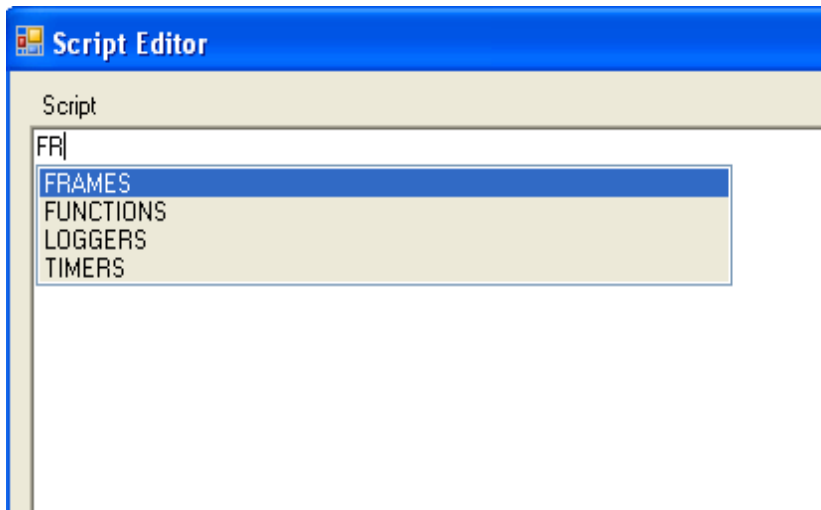 Script Editor
Script
FR
FRAMES
FUNCTIONS
LOGGERS
TIMERS